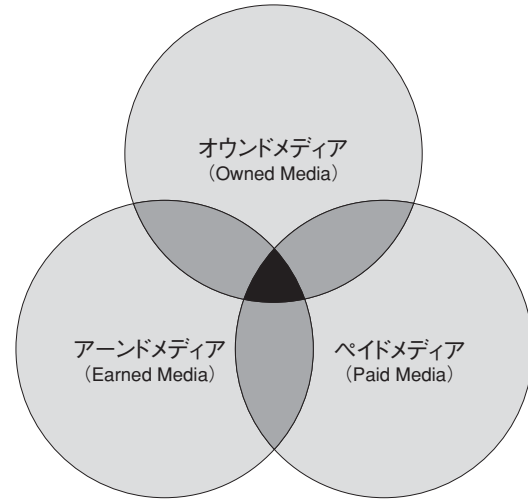 オウンドメディア
（Owned Media）
アーンドメディア
（Earned Media）
ペイドメディア
（Paid Media）